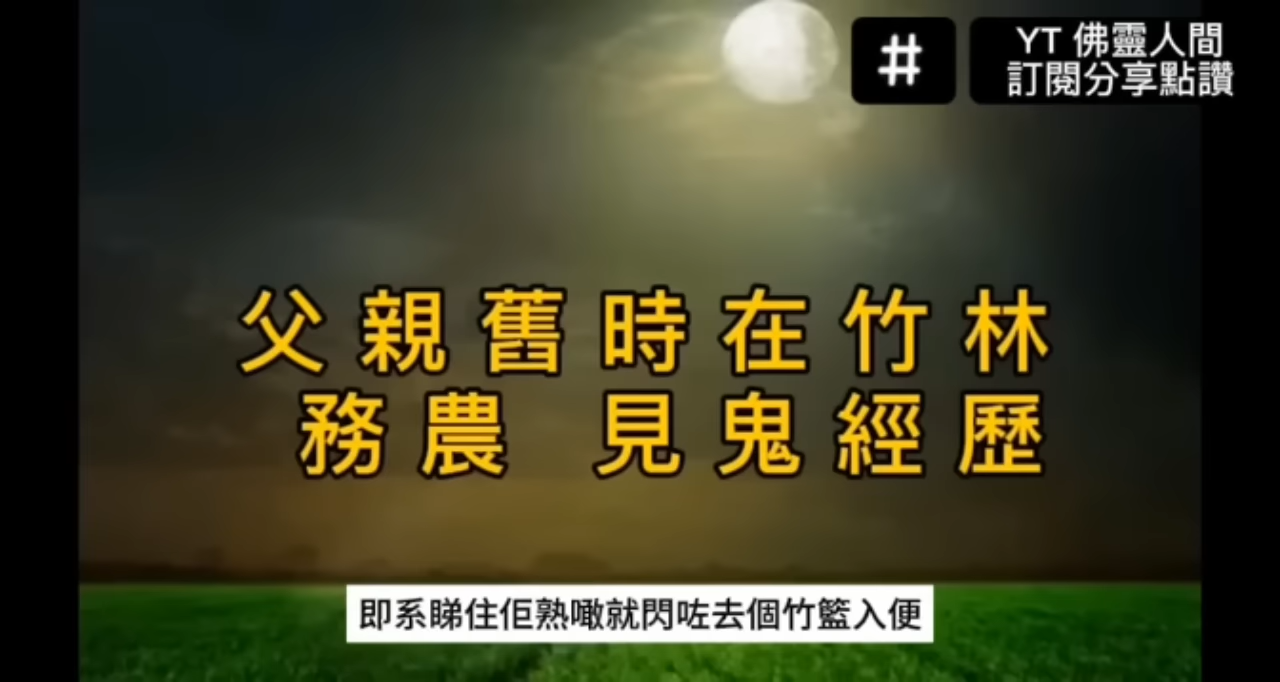 #
YT 佛靈人間
訂閱分享點讚
父親舊時在竹林
務農 見鬼經歷
即系睇住佢熟噉就閃咗去個竹籃入便